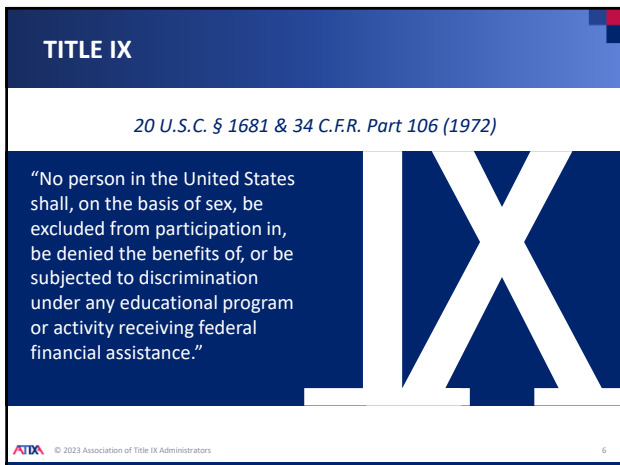 TITLE IX
20 U.S.C. § 1681 & 34 C.F.R. Part 106 (1972)
“No person in the United States
shall, on the basis of sex, be
excluded from participation in,
be denied the benefits of, or be
subjected to discrimination
under any educational program
or activity receiving federal
financial assistance.”
IX
ATIXA © 2023 Association of Title IX Administrators 6